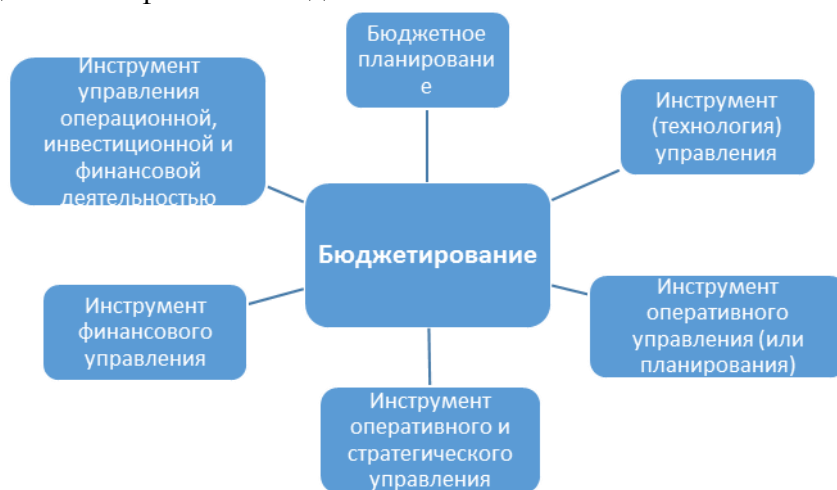 Бюджетное
планировани
е
Инструмент
управления
операционной,
инвестиционной и
финансовой
деятельностью
Инструмент
(технология)
управления
Бюджетирование
Инструмент
финансового
управления
Инструмент
оперативного
управления (или
планирования)
Инструмент
оперативного и
стратегического
управления